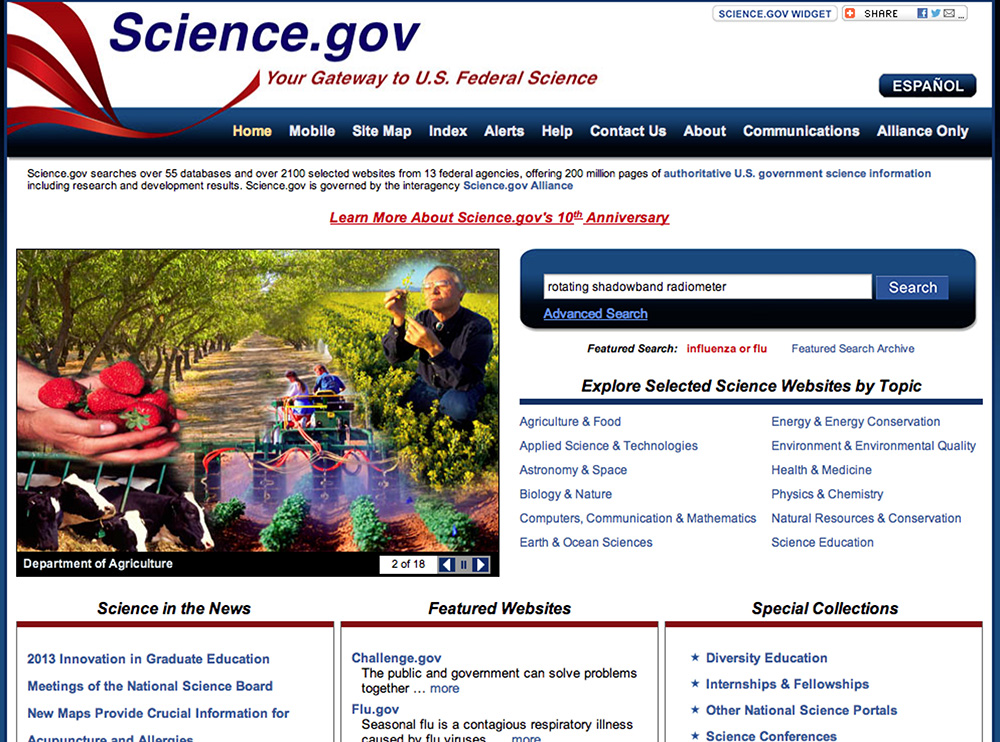 Science.gov
Your Gateway to U.S. Federal Science
SCIENCE.GOV WIDGET
SHARE
...
ESPAÑOL
Home Mobile Site Map Index Alerts Help Contact Us About Communications Alliance Only
Science.gov searches over 55 databases and over 2100 selected websites from 13 federal agencies, offering 200 million pages of authoritative U.S. government science information
including research and development results. Science.gov is governed by the interagency Science.gov Alliance
Learn More About Science.gov's 10th Anniversary
rotating shadowband radiometer
Search
Advanced Search
Featured Search: influenza or flu Featured Search Archive
Explore Selected Science Websites by Topic
Agriculture & Food
Applied Science & Technologies
Astronomy & Space
Biology & Nature
Computers, Communication & Mathematics
Earth & Ocean Sciences
Energy & Energy Conservation
Environment & Environmental Quality
Health & Medicine
Physics & Chemistry
Natural Resources & Conservation
Science Education
Department of Agriculture
2 of 18
Science in the News
2013 Innovation in Graduate Education
Meetings of the National Science Board
New Maps Provide Crucial Information for
Acupuncture and Allergies
Featured Websites
Challenge.gov
The public and government can solve problems
together ... more
Flu.gov
Seasonal flu is a contagious respiratory illness
caused by flu viruses. ... more
Special Collections
★ Diversity Education
★ Internships & Fellowships
★ Other National Science Portals
★ Science Conferences